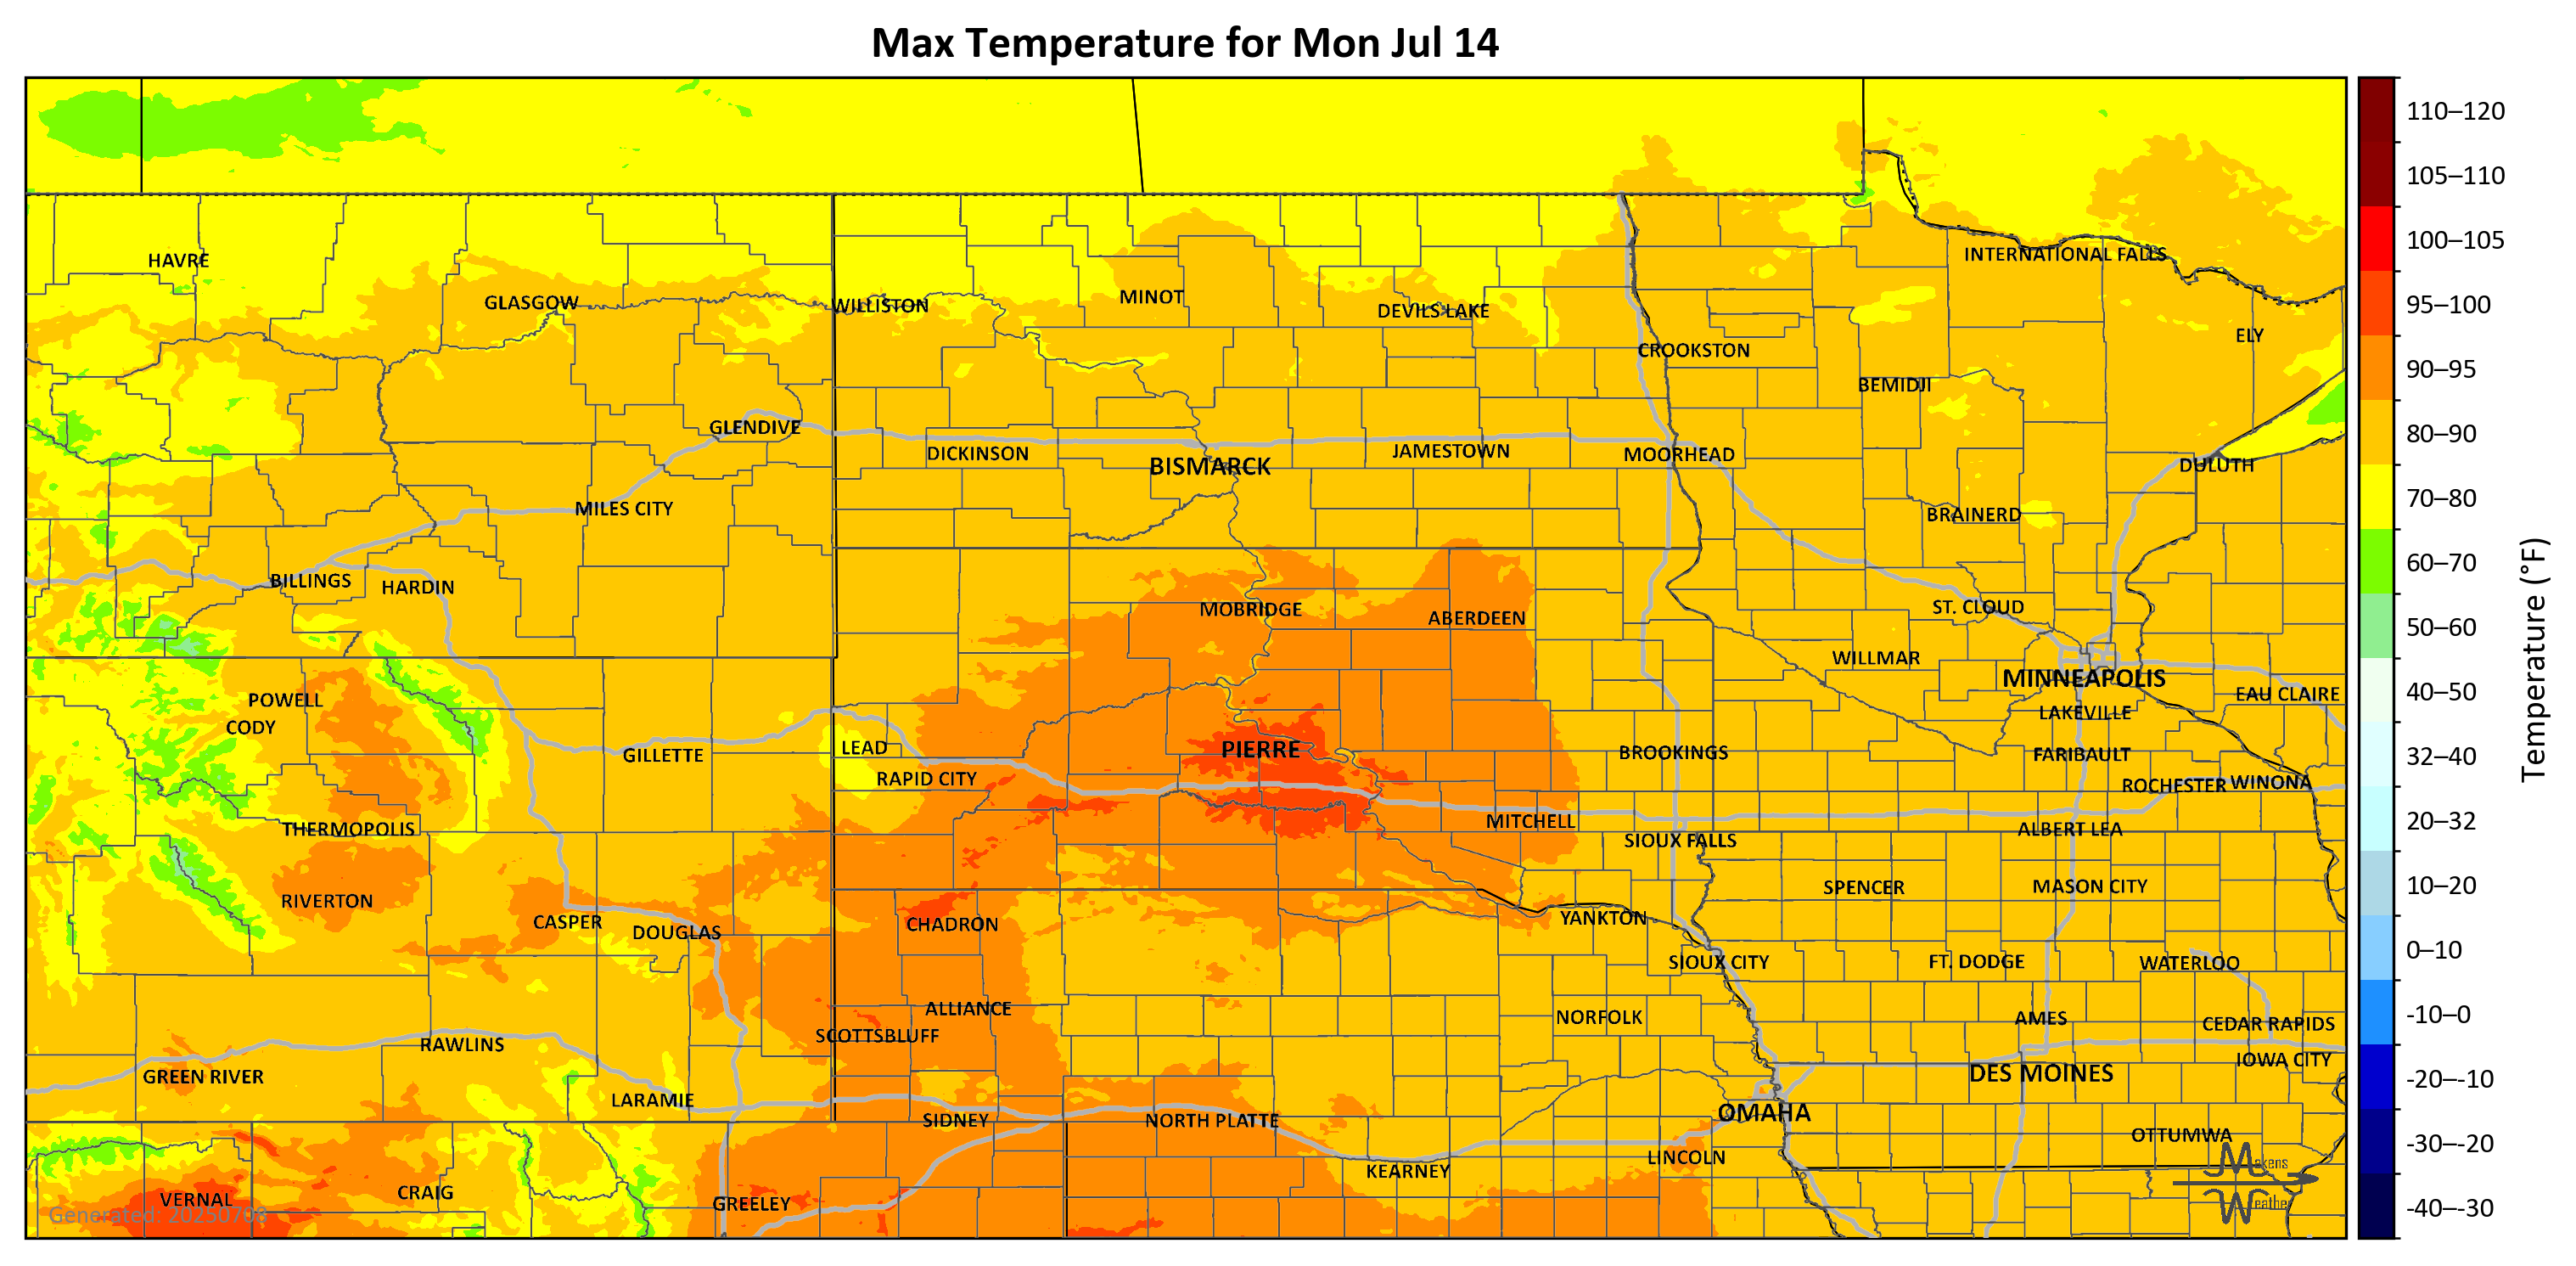 Max Temperature for Mon Jul 14
110–120
105–110
100–105
95–100
90–95
80–90
70–80
60–70
50–60
40–50
32–40
20–32
10–20
0–10
-10–0
-20–-10
-30–-20
-40–-30
Temperature (°F)
HAVRE
INTERNATIONAL FALLS
GLASGOW
WILLISTON
MINOT
DEVILS LAKE
ELY
CROOKSTON
BEMIDJI
GLENDIVE
DICKINSON
BISMARCK
JAMESTOWN
MOORHEAD
DULUTH
MILES CITY
BRAINERD
BILLINGS
HARDIN
MOBRIDGE
ABERDEEN
ST. CLOUD
WILLMAR
MINNEAPOLIS
POWELL
EAU CLAIRE
CODY
LAKEVILLE
GILLETTE
LEAD
PIERRE
BROOKINGS
FARIBAULT
RAPID CITY
ROCHESTER
WINONA
THERMOPOLIS
MITCHELL
SIOUX FALLS
ALBERT LEA
RIVERTON
SPENCER
MASON CITY
CASPER
DOUGLAS
CHADRON
YANKTON
SIOUX CITY
FT. DODGE
WATERLOO
ALLIANCE
SCOTTSBLUFF
NORFOLK
AMES
CEDAR RAPIDS
RAWLINS
IOWA CITY
GREEN RIVER
DES MOINES
LARAMIE
SIDNEY
NORTH PLATTE
OMAHA
OTTUMWA
KEARNEY
LINCOLN
VERNAL
CRAIG
GREELEY
Generated: 20250708
Makens
Weather